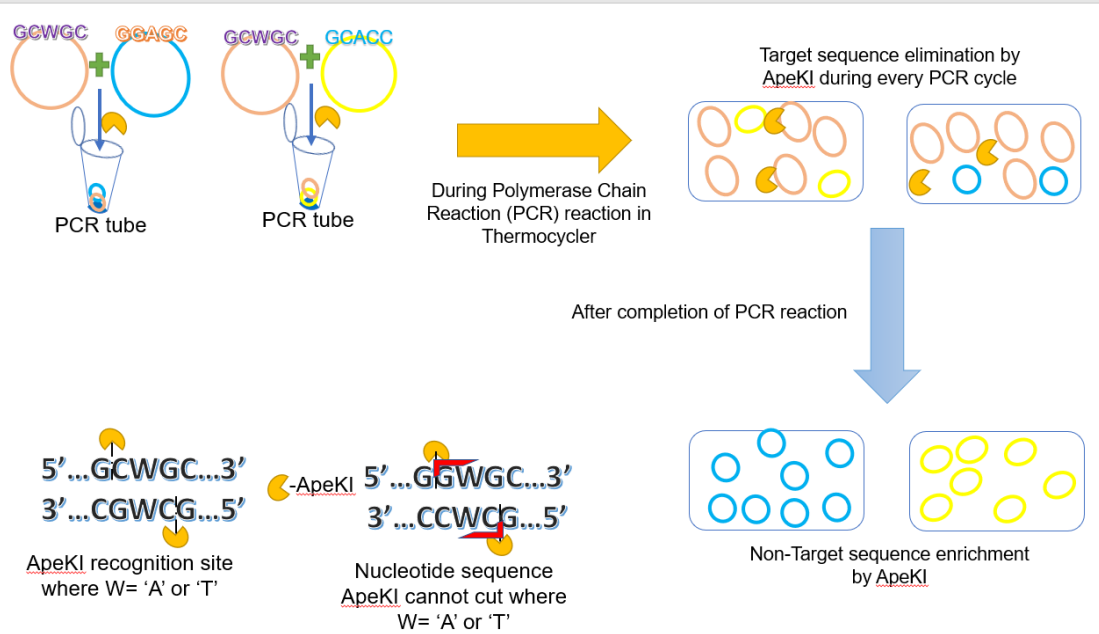 GCWGC
GGAGC
GCWGC
GCACC
PCR tube
PCR tube
During Polymerase Chain
Reaction (PCR) reaction in
Thermocycler
Target sequence elimination by
ApeKI during every PCR cycle
After completion of PCR reaction
5’...GCWGC...3’
3’...CGWCG...5’
ApeKI recognition site
where W= ‘A’ or ‘T’
-ApeKI
5’...GGWGC...3’
3’...CCWCG...5’
Nucleotide sequence
ApeKI cannot cut where
W= ‘A’ or ‘T’
Non-Target sequence enrichment
by ApeKI